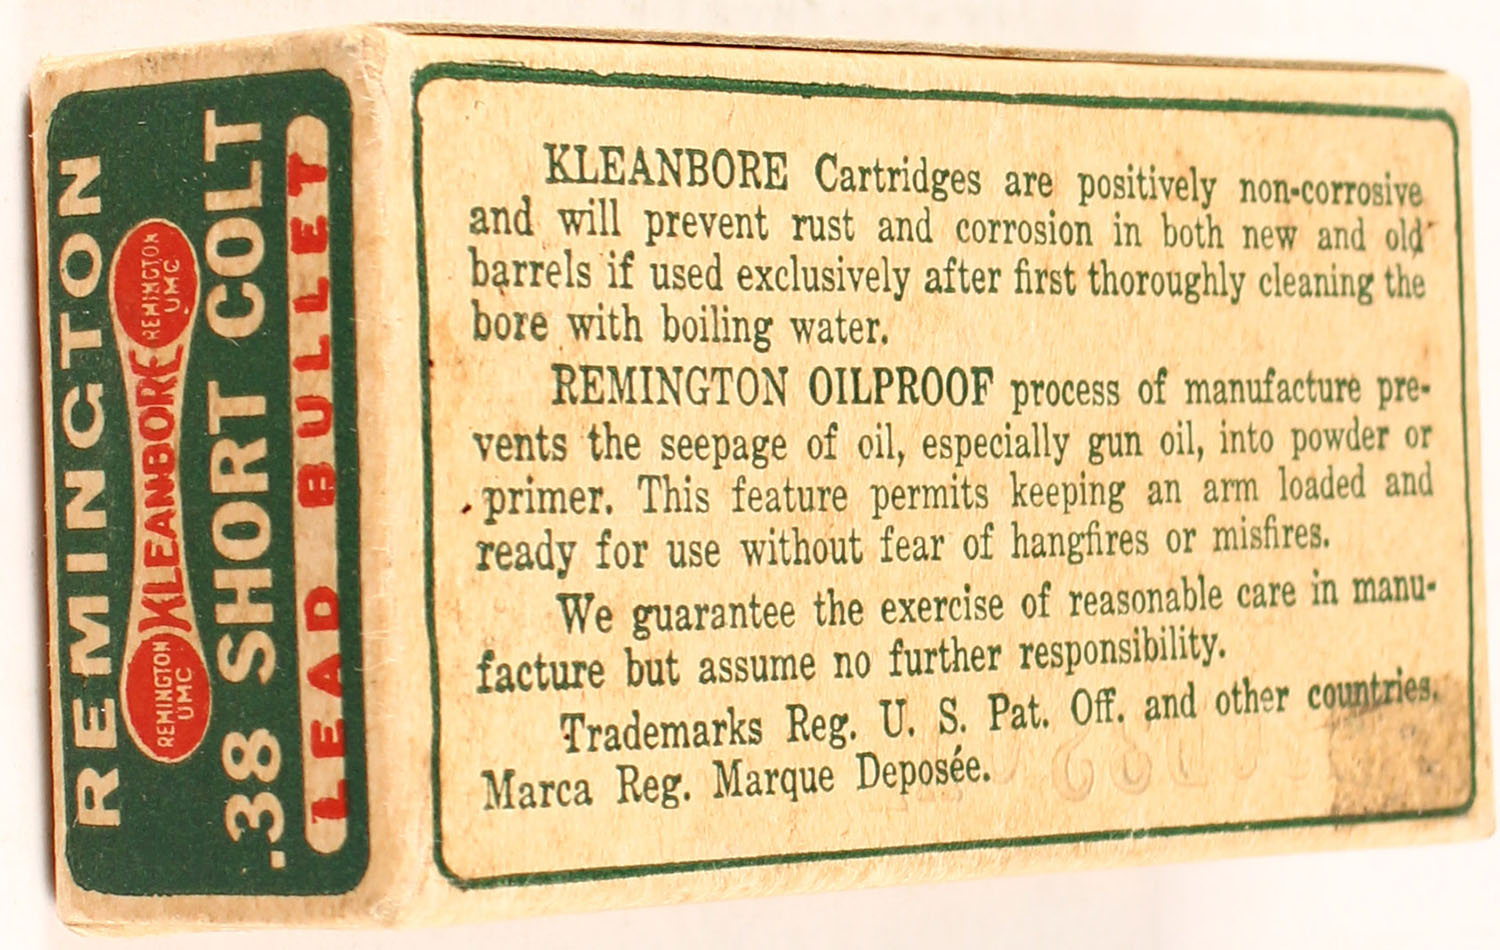 REMINGTON
REMINGTON
UMC
KLEANBORE
REMINGTON
UMC
.38 SHORT COLT
LEAD BULLET
KLEANBORE Cartridges are positively non-corrosive
and will prevent rust and corrosion in both new and old
barrels if used exclusively after first thoroughly cleaning the
bore with boiling water.
REMINGTON OILPROOF process of manufacture pre-
vents the seepage of oil, especially gun oil, into powder or
primer. This feature permits keeping an arm loaded and
ready for use without fear of hangfires or misfires.
We guarantee the exercise of reasonable care in manu-
facture but assume no further responsibility.
Trademarks Reg. U. S. Pat. Off. and other countries.
Marca Reg. Marque Deposée.